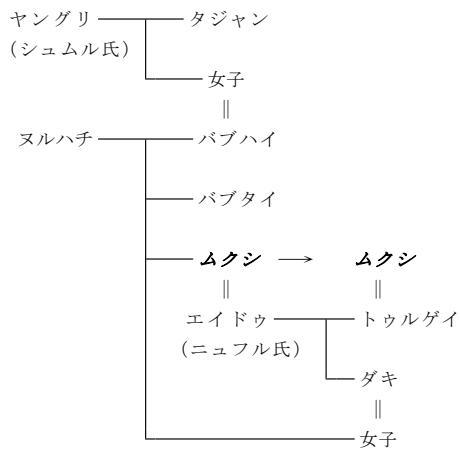 ヤングリ タジャン
(シュムル氏)
女子
∥
ヌルハチ バブハイ
バブタイ
ムクシ → ムクシ
∥ ∥
エイドゥ トゥルゲイ
(ニュフル氏)
ダキ
∥
女子